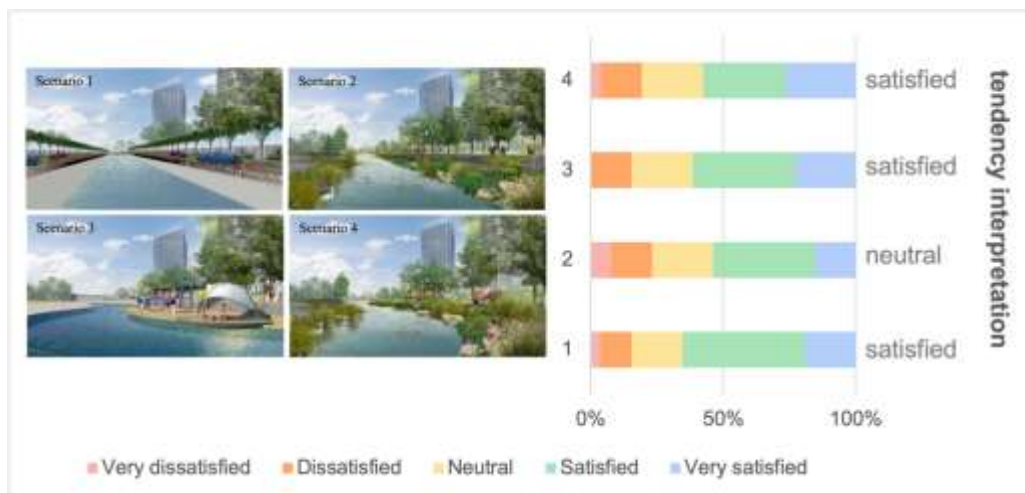 Scenario 1
Scenario 2
Scenario 3
Scenario 4
4 satisfied
3 satisfied
2 neutral
1 satisfied
0% 50% 100%
tendency interpretation
Very dissatisfied Dissatisfied Neutral Satisfied Very satisfied